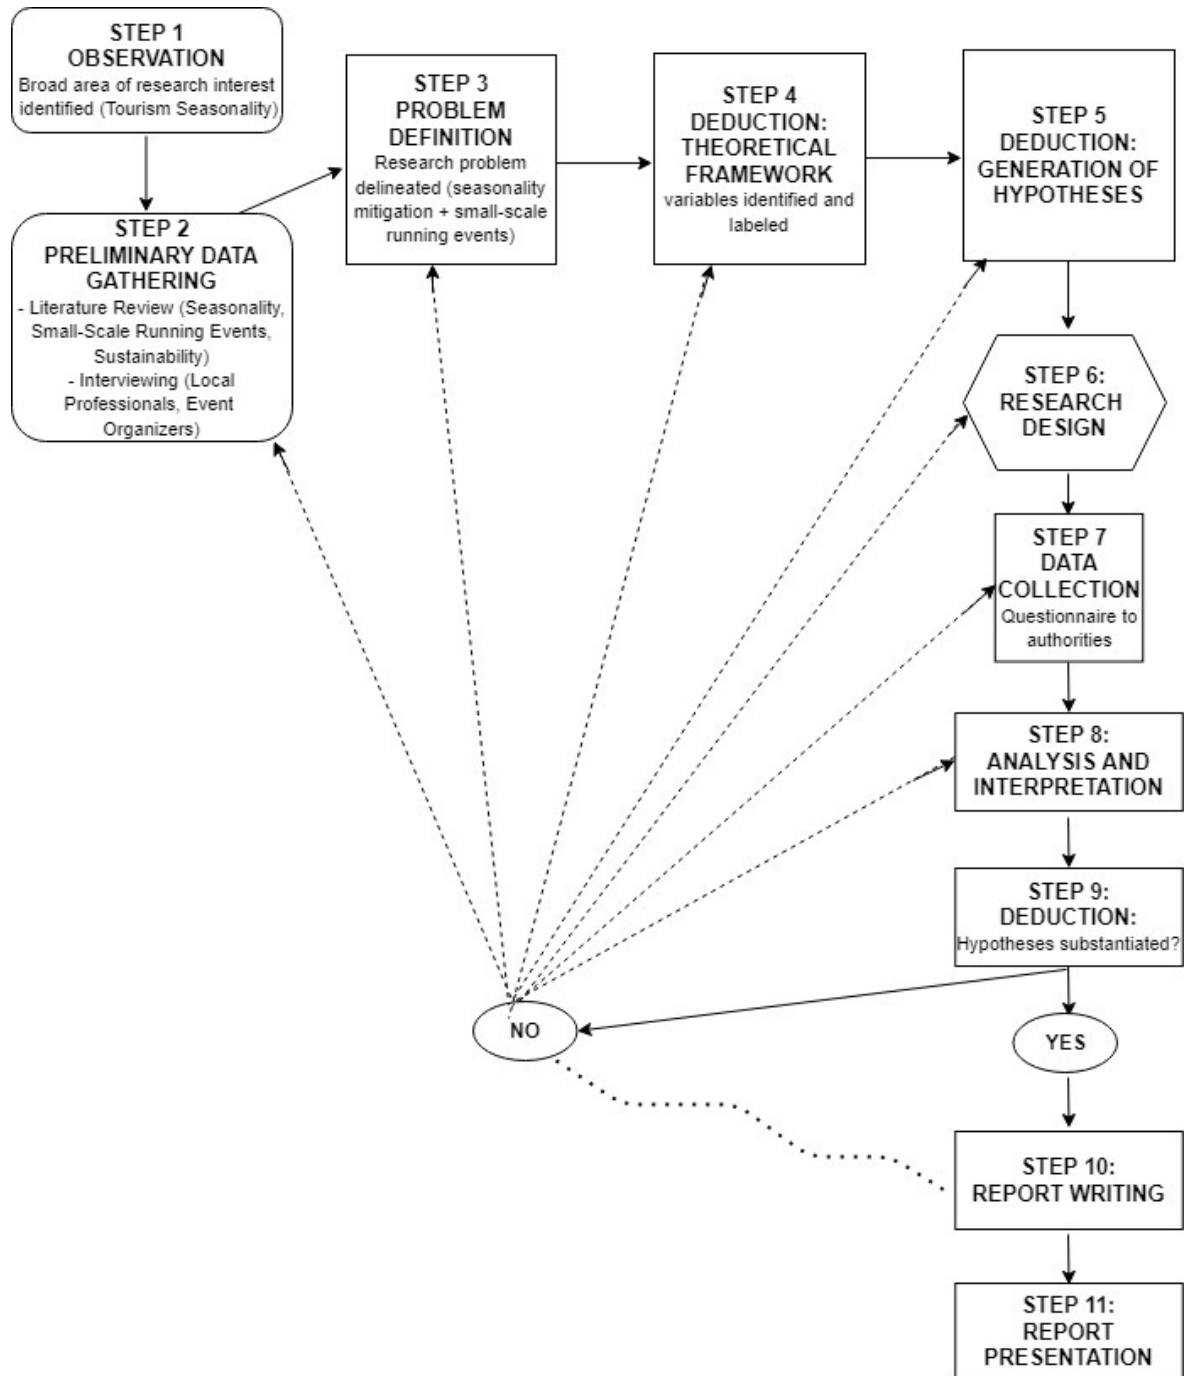 STEP 1
OBSERVATION
Broad area of research interest
identified (Tourism Seasonality)
STEP 2
PRELIMINARY DATA
GATHERING
- Literature Review (Seasonality,
Small-Scale Running Events,
Sustainability)
- Interviewing (Local
Professionals, Event
Organizers)
STEP 3
PROBLEM
DEFINITION
Research problem
delineated (seasonality
mitigation + small-scale
running events)
STEP 4
DEDUCTION:
THEORETICAL
FRAMEWORK
variables identified and
labeled
STEP 5
DEDUCTION:
GENERATION OF
HYPOTHESES
STEP 6:
RESEARCH
DESIGN
STEP 7
DATA
COLLECTION
Questionnaire to
authorities
STEP 8:
ANALYSIS AND
INTERPRETATION
STEP 9:
DEDUCTION:
Hypotheses substantiated?
NO
YES
STEP 10:
REPORT WRITING
STEP 11:
REPORT
PRESENTATION